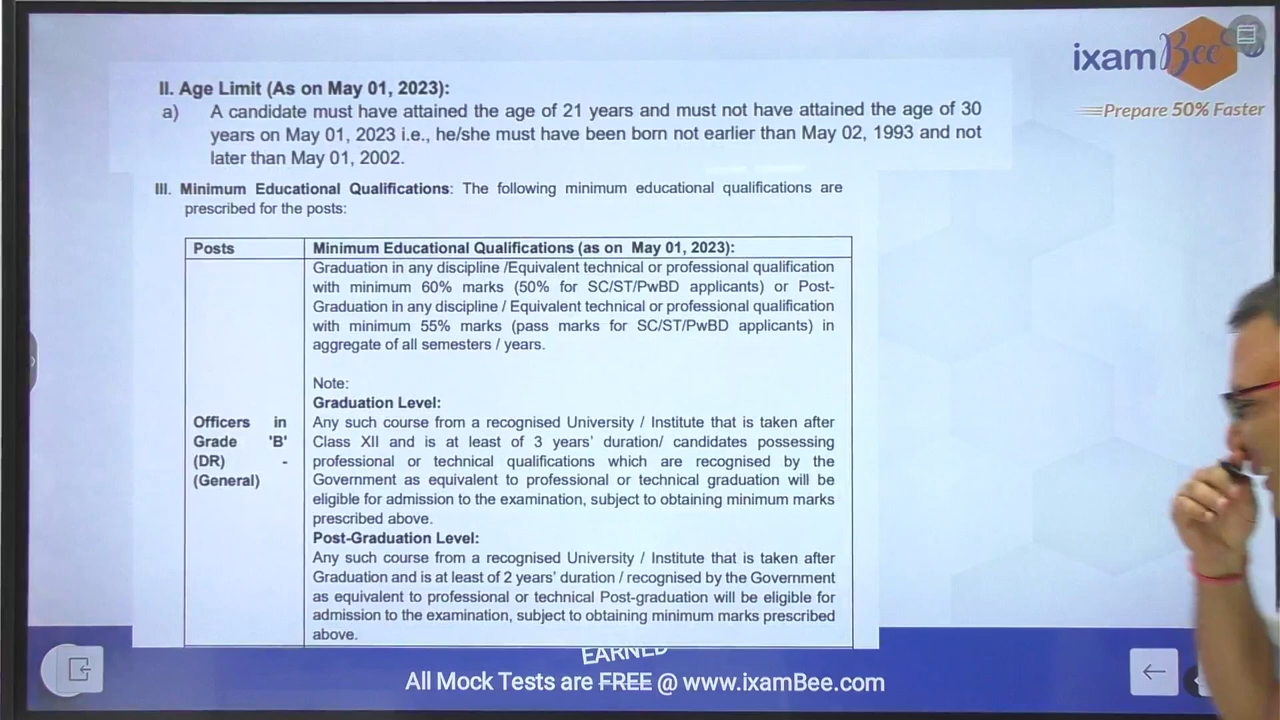 ixamBee
Prepare 50% Faster
II. Age Limit (As on May 01, 2023):
a) A candidate must have attained the age of 21 years and must not have attained the age of 30
years on May 01, 2023 i.e., he/she must have been born not earlier than May 02, 1993 and not
later than May 01, 2002.
III. Minimum Educational Qualifications: The following minimum educational qualifications are
prescribed for the posts:
Posts
Minimum Educational Qualifications (as on May 01, 2023):
Officers in
Grade 'B'
(DR) -
(General)
Graduation in any discipline /Equivalent technical or professional qualification
with minimum 60% marks (50% for SC/ST/PwBD applicants) or Post-
Graduation in any discipline / Equivalent technical or professional qualification
with minimum 55% marks (pass marks for SC/ST/PwBD applicants) in
aggregate of all semesters / years.
Note:
Graduation Level:
Any such course from a recognised University / Institute that is taken after
Class XII and is at least of 3 years' duration/ candidates possessing
professional or technical qualifications which are recognised by the
Government as equivalent to professional or technical graduation will be
eligible for admission to the examination, subject to obtaining minimum marks
prescribed above.
Post-Graduation Level:
Any such course from a recognised University / Institute that is taken after
Graduation and is at least of 2 years' duration / recognised by the Government
as equivalent to professional or technical Post-graduation will be eligible for
admission to the examination, subject to obtaining minimum marks prescribed
above.
EARNED
All Mock Tests are FREE @ www.ixamBee.com